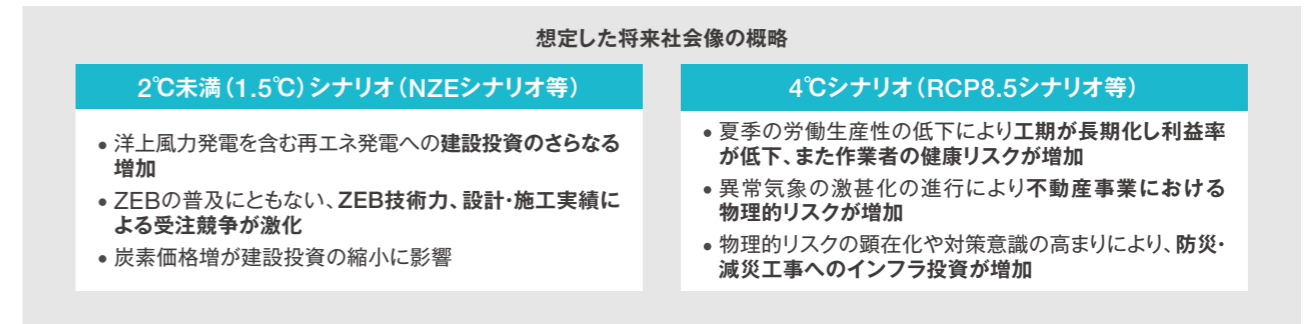 想定した将来社会像の概略
2℃未満（1.5℃）シナリオ（NZEシナリオ等）
• 洋上風力発電を含む再エネ発電への建設投資のさらなる
増加
• ZEBの普及にともない、ZEB技術力、設計・施工実績に
よる受注競争が激化
• 炭素価格増が建設投資の縮小に影響
4℃シナリオ（RCP8.5シナリオ等）
• 夏季の労働生産性の低下により工期が長期化し利益率
が低下、また作業者の健康リスクが増加
• 異常気象の激甚化の進行により不動産事業における
物理的リスクが増加
• 物理的リスクの顕在化や対策意識の高まりにより、防災・
減災工事へのインフラ投資が増加